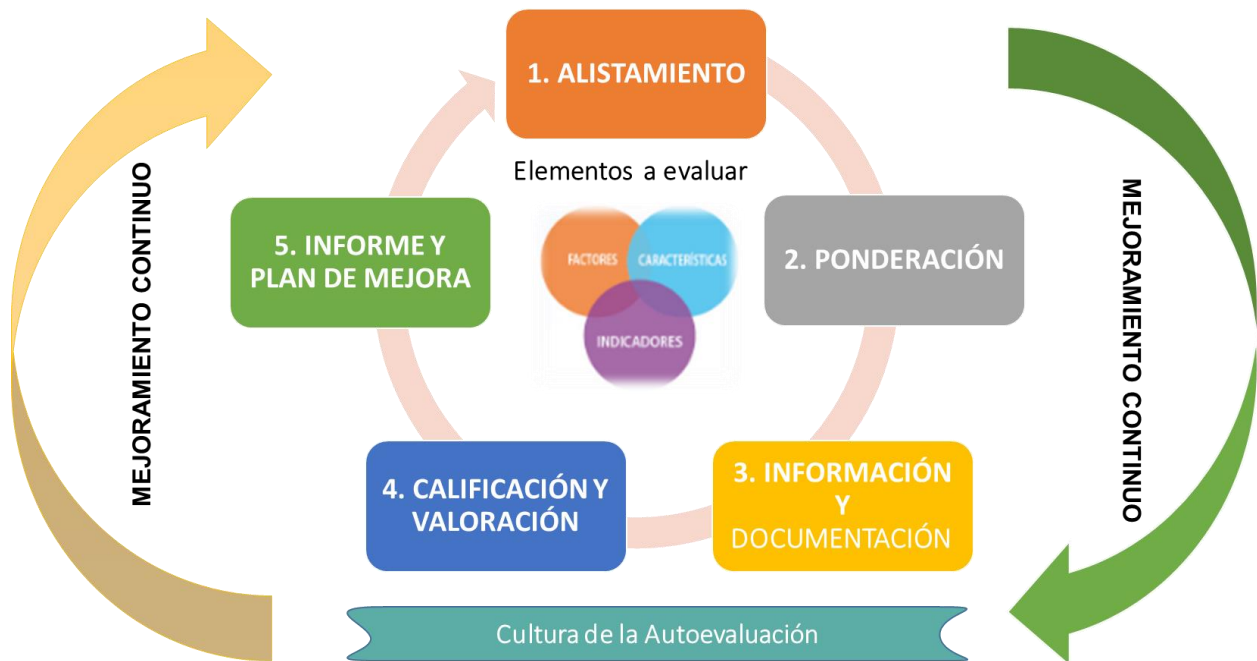 1. ALISTAMIENTO
Elementos a evaluar
FACTORES
CARACTERÍSTICAS
INDICADORES
2. PONDERACIÓN
3. INFORMACIÓN
Y
DOCUMENTACIÓN
4. CALIFICACIÓN Y
VALORACIÓN
5. INFORME Y
PLAN DE MEJORA
MEJORAMIENTO CONTINUO
MEJORAMIENTO CONTINUO
Cultura de la Autoevaluación